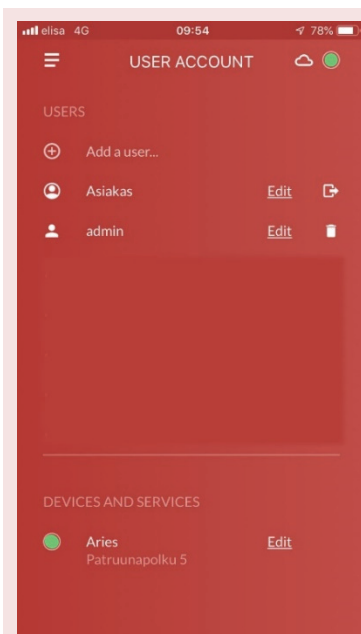 elisa 4G 09:54 78%
USER ACCOUNT
USERS
Add a user...
Asiakas Edit
admin Edit
DEVICES AND SERVICES
Aries Edit
Patruunapolku 5